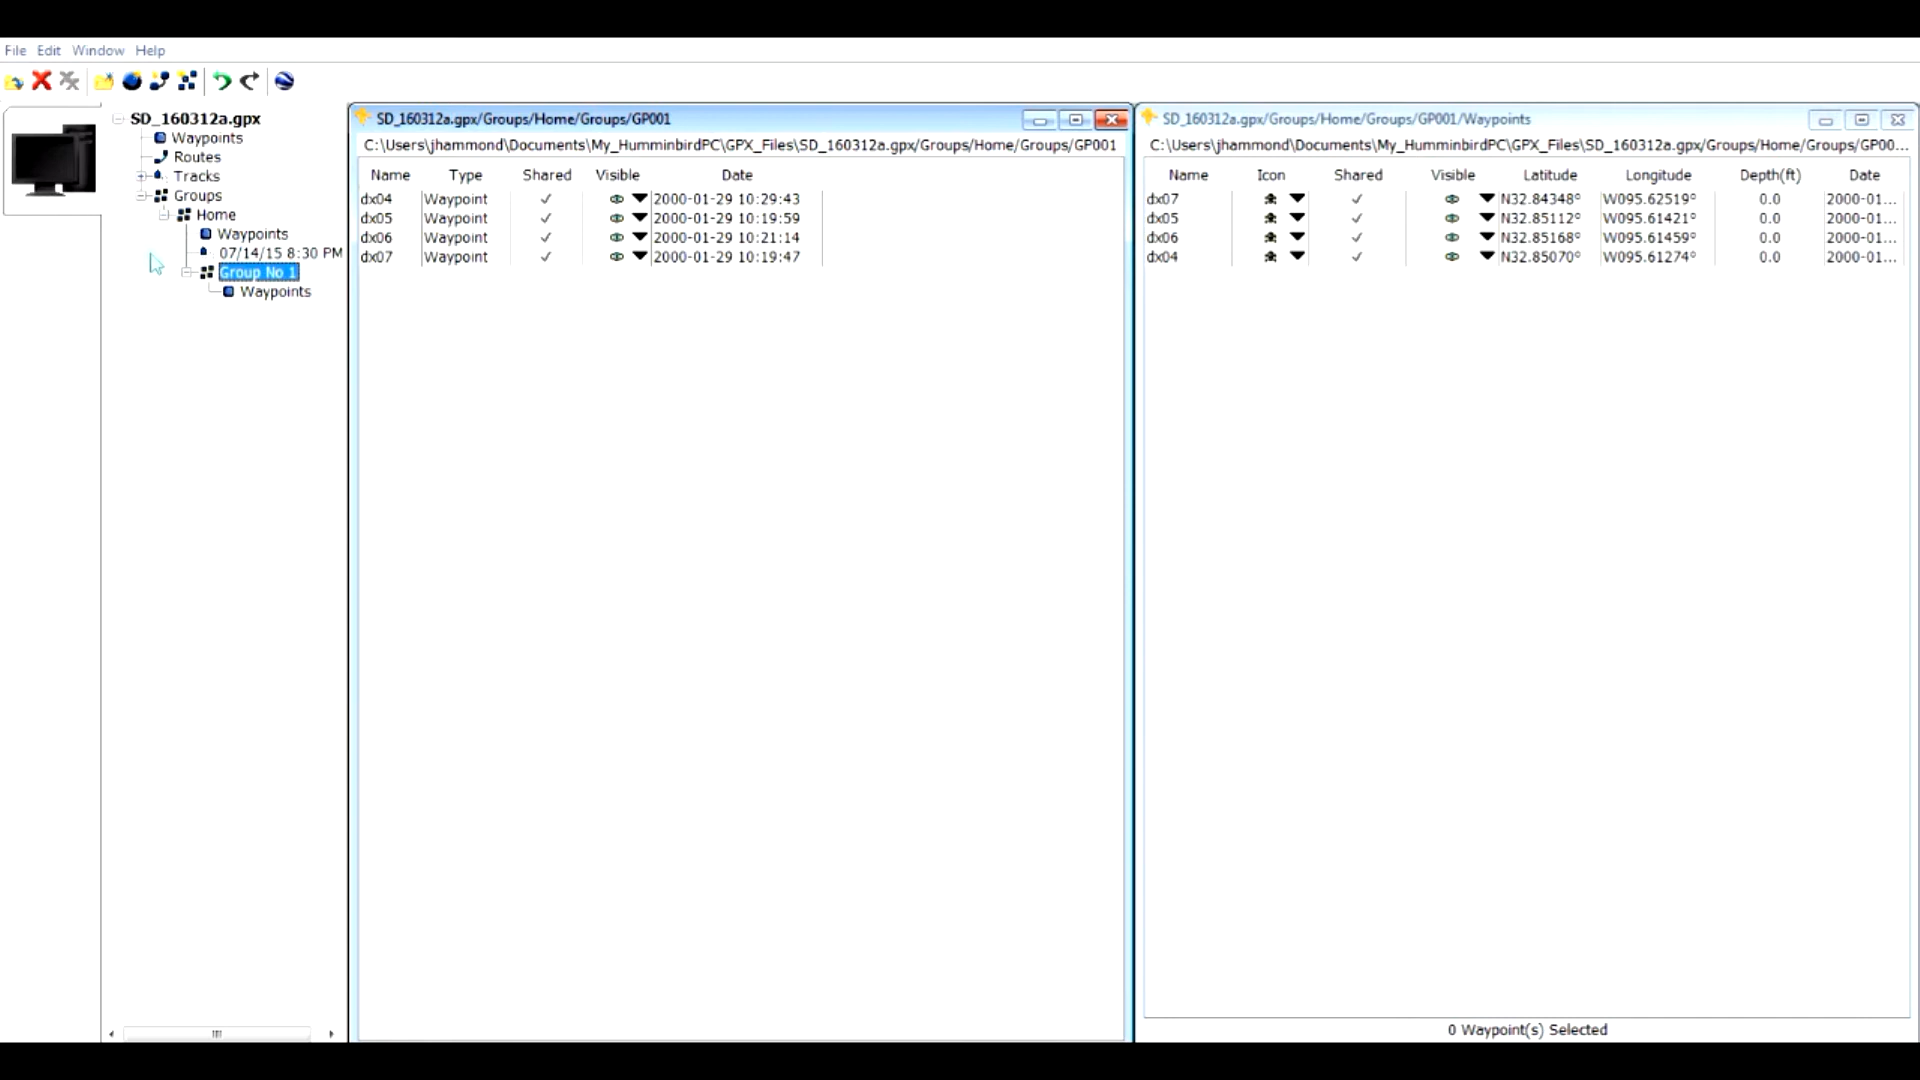 File Edit Window Help
SD_160312a.gpx
Waypoints
Routes
Tracks
Groups
Home
Waypoints
07/14/15 8:30 PM
Group No 1
Waypoints
SD_160312a.gpx/Groups/Home/Groups/GP001
C:\Users\jhammond\Documents\My_HumminbirdPC\GPX_Files\SD_160312a.gpx/Groups/Home/Groups/GP001
Name Type Shared Visible Date
dx04 Waypoint ✓ 2000-01-29 10:29:43
dx05 Waypoint ✓ 2000-01-29 10:19:59
dx06 Waypoint ✓ 2000-01-29 10:21:14
dx07 Waypoint ✓ 2000-01-29 10:19:47
SD_160312a.gpx/Groups/Home/Groups/GP001/Waypoints
C:\Users\jhammond\Documents\My_HumminbirdPC\GPX_Files\SD_160312a.gpx/Groups/Home/Groups/GP00...
Name Icon Shared Visible Latitude Longitude Depth(ft) Date
dx07 ✓ N32.84348° W095.62519° 0.0 2000-01...
dx05 ✓ N32.85112° W095.61421° 0.0 2000-01...
dx06 ✓ N32.85168° W095.61459° 0.0 2000-01...
dx04 ✓ N32.85070° W095.61274° 0.0 2000-01...
0 Waypoint(s) Selected